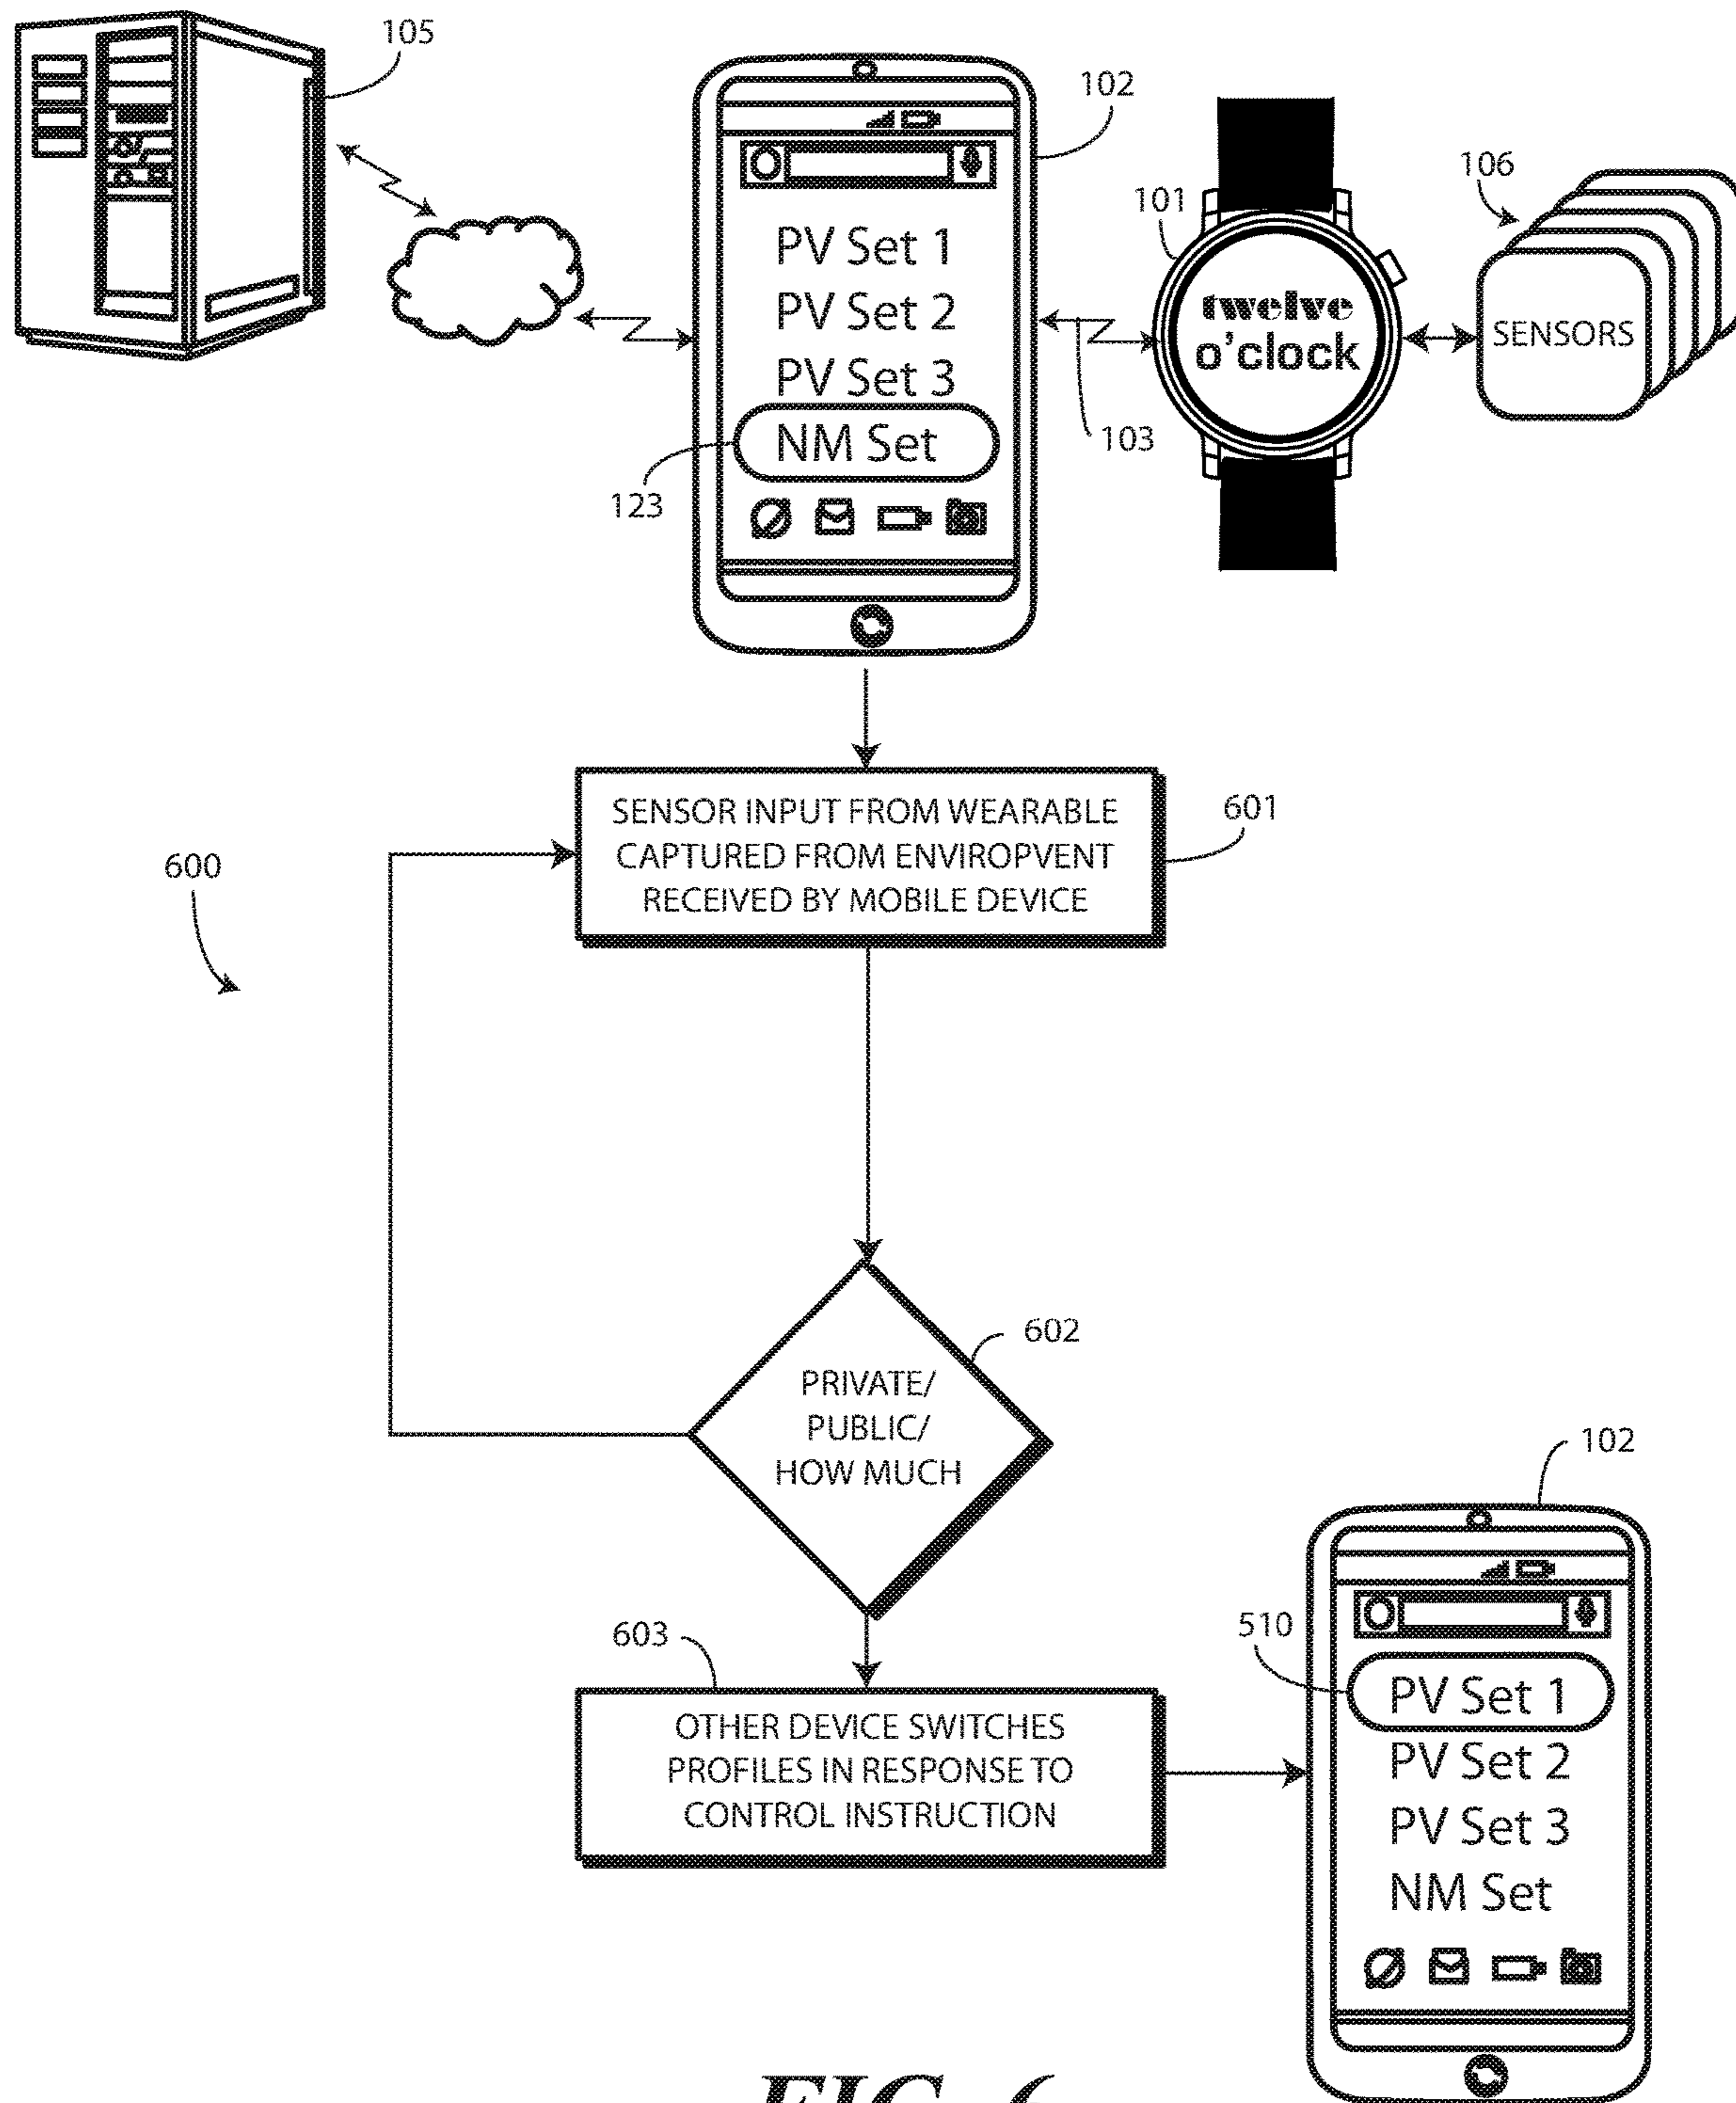 105
102
106
101
PV Set 1
PV Set 2
PV Set 3
NM Set
twelve
o'clock
SENSORS
103
123
SENSOR INPUT FROM WEARABLE
CAPTURED FROM ENVIROPVENT
RECEIVED BY MOBILE DEVICE
601
600
602
PRIVATE/
PUBLIC/
HOW MUCH
102
603
510
OTHER DEVICE SWITCHES
PROFILES IN RESPONSE TO
CONTROL INSTRUCTION
PV Set 1
PV Set 2
PV Set 3
NM Set
FIG. 6